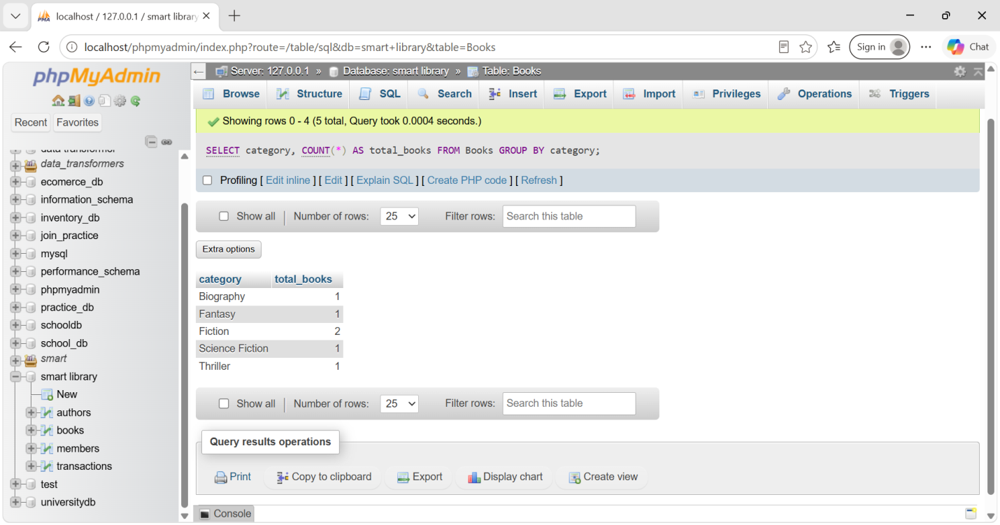 localhost / 127.0.0.1 / smart library
localhost/phpmyadmin/index.php?route=/table/sql&db=smart+library&table=Books
Sign in
Chat
phpMyAdmin
Recent
Favorites
data_transformers
ecomerce_db
information_schema
inventory_db
join_practice
mysql
performance_schema
phpmyadmin
practice_db
schooldb
school_db
smart
smart library
New
authors
books
members
transactions
test
universitydb
Server: 127.0.0.1 » Database: smart library » Table: Books
Browse Structure SQL Search Insert Export Import Privileges Operations Triggers
Showing rows 0 - 4 (5 total, Query took 0.0004 seconds.)
SELECT category, COUNT(*) AS total_books FROM Books GROUP BY category;
Profiling [ Edit inline ] [ Edit ] [ Explain SQL ] [ Create PHP code ] [ Refresh ]
Show all | Number of rows: 25 Filter rows: Search this table
Extra options
category total_books
Biography 1
Fantasy 1
Fiction 2
Science Fiction 1
Thriller 1
Show all | Number of rows: 25 Filter rows: Search this table
Query results operations
Print Copy to clipboard Export Display chart Create view
Console